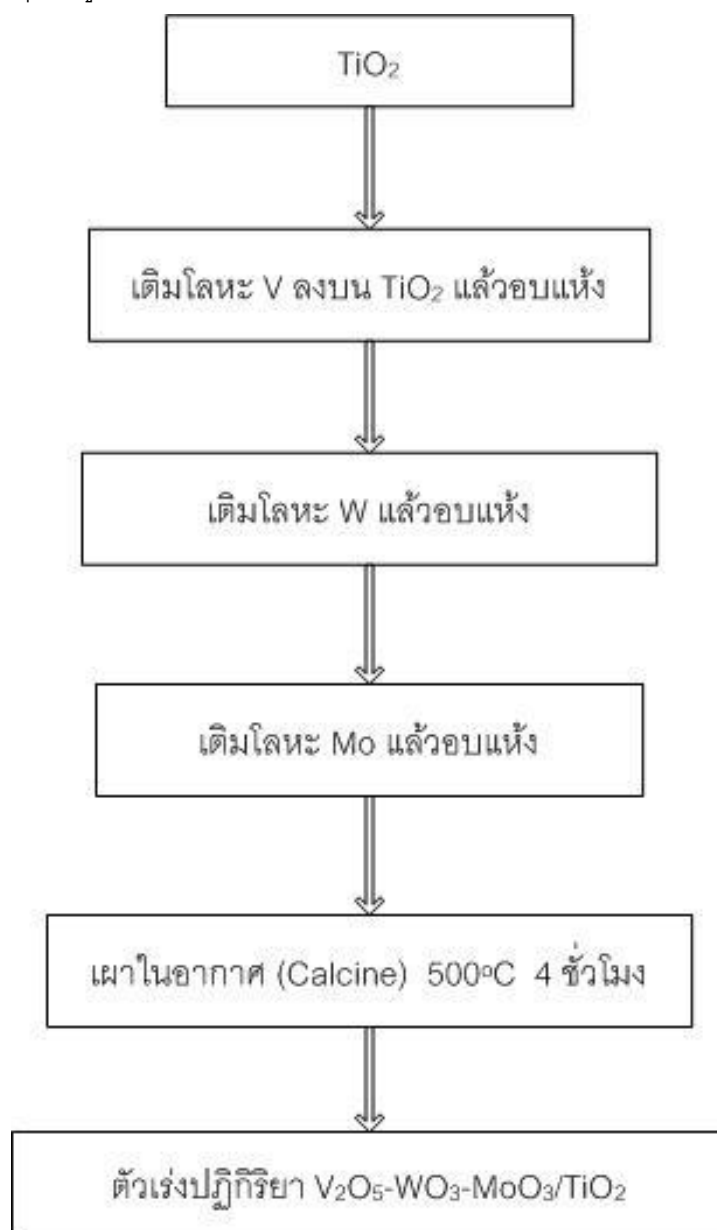 TiO₂
เติมโลหะ V ลงบน TiO₂ แล้วอบแห้ง
เติมโลหะ W แล้วอบแห้ง
เติมโลหะ Mo แล้วอบแห้ง
เผาในอากาศ (Calcine) 500ºC 4 ชั่วโมง
ตัวเร่งปฏิกิริยา V₂O₅-WO₃-MoO₃/TiO₂